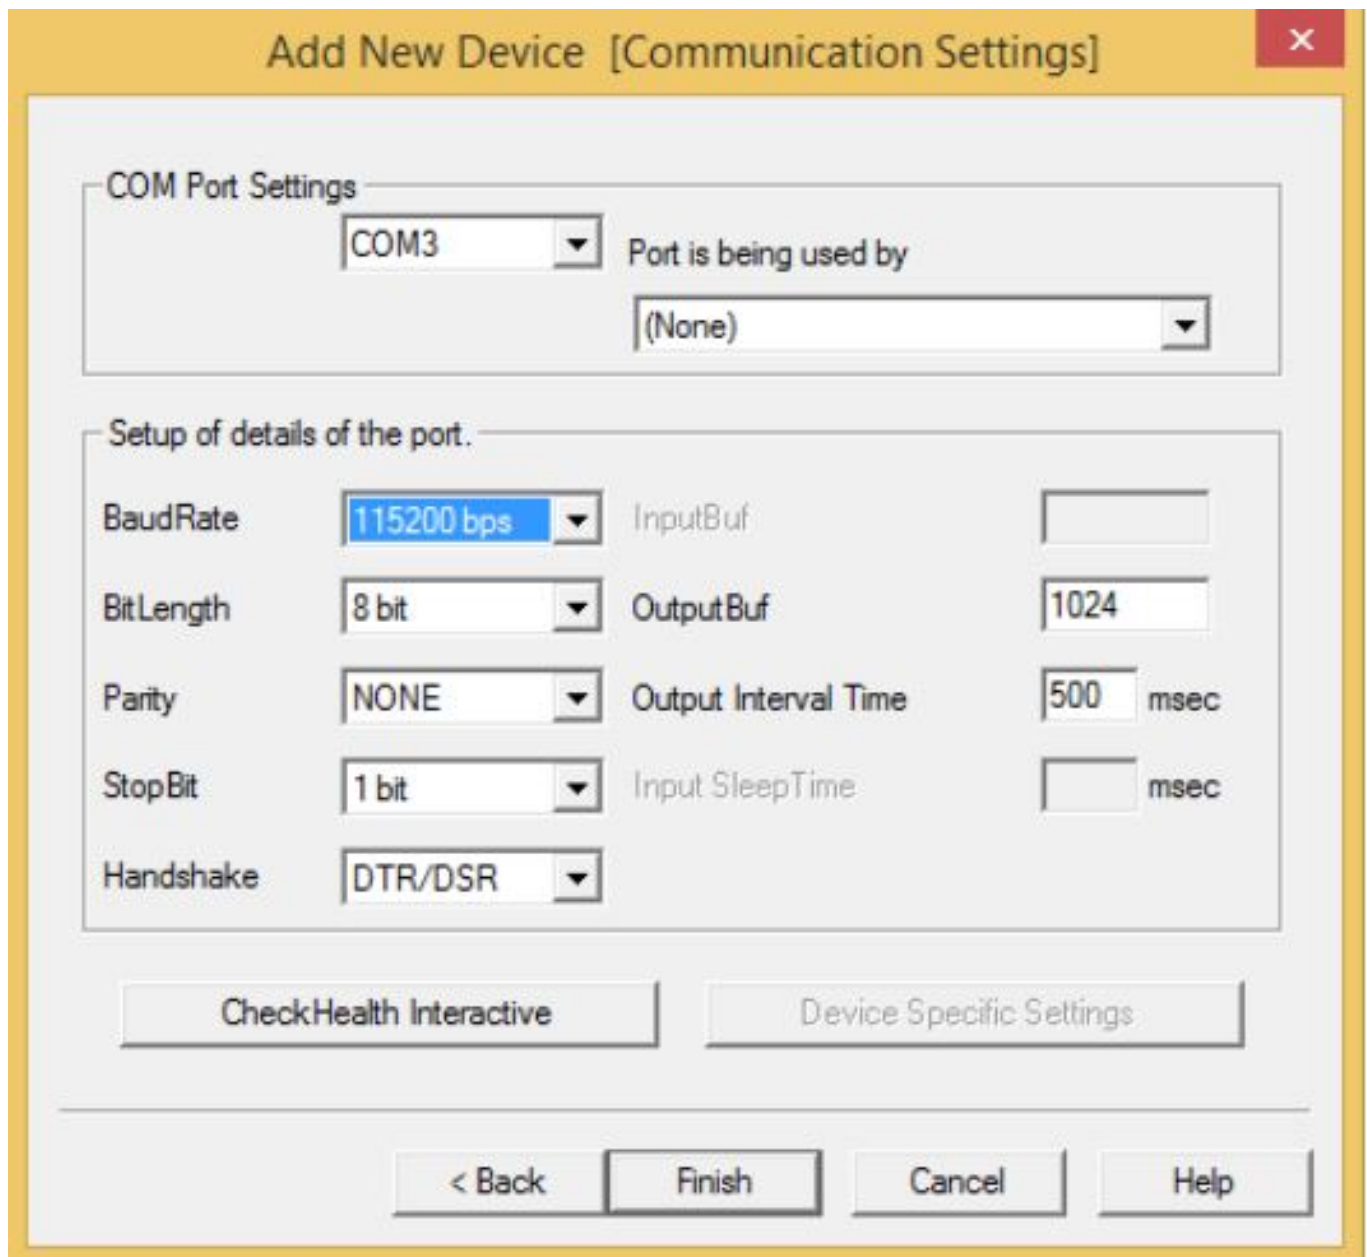 Add New Device [Communication Settings]
COM Port Settings
COM3
Port is being used by
(None)
Setup of details of the port.
BaudRate 115200 bps InputBuf
BitLength 8 bit OutputBuf 1024
Parity NONE Output Interval Time 500 msec
StopBit 1 bit Input SleepTime msec
Handshake DTR/DSR
CheckHealth Interactive Device Specific Settings
< Back Finish Cancel Help